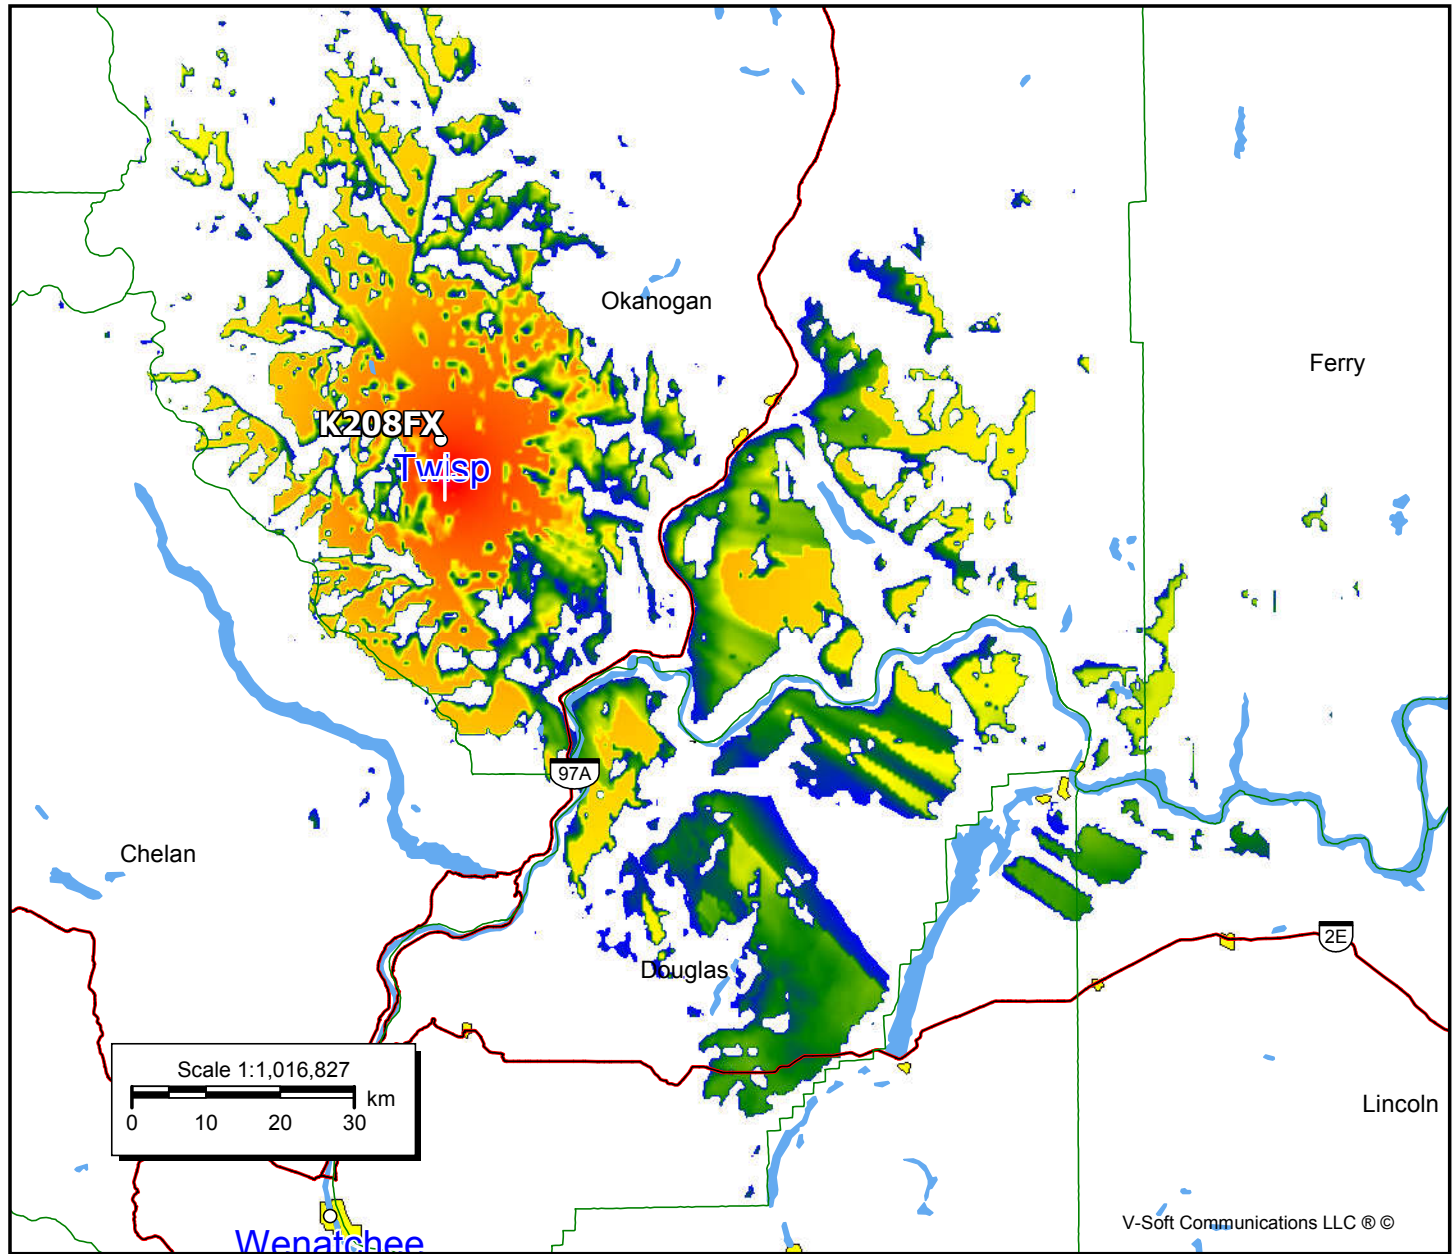 Okanogan
Ferry
K208FX
Twisp
97A
Chelan
2E
Douglas
Scale 1:1,016,827
km
0 10 20 30
Lincoln
V-Soft Communications LLC ® ©
Wenatchee